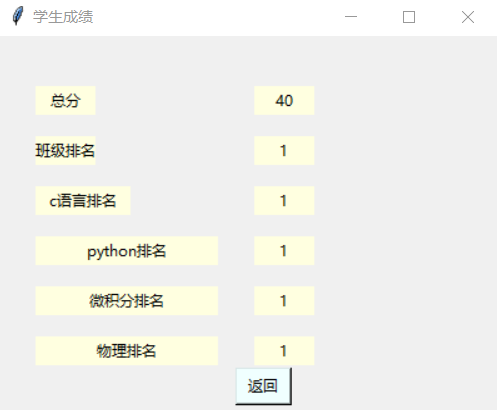 学生成绩
总分 40
班级排名 1
c语言排名 1
python排名 1
微积分排名 1
物理排名 1
返回